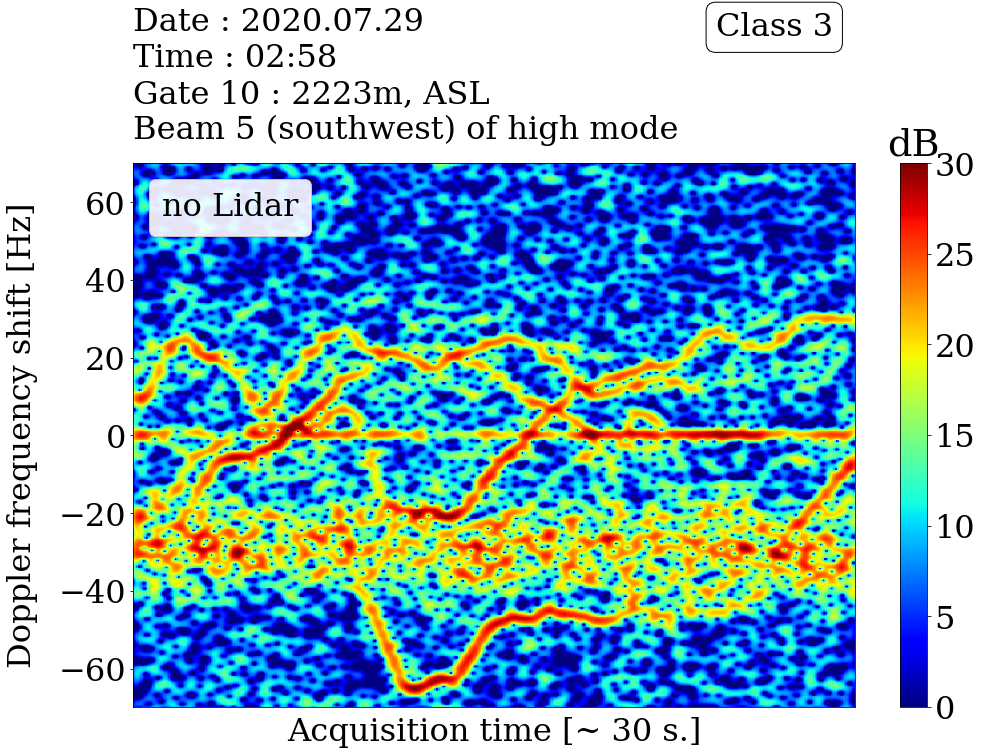 Date : 2020.07.29
Time : 02:58
Gate 10 : 2223m, ASL
Beam 5 (southwest) of high mode
Class 3
no Lidar
dB
Doppler frequency shift [Hz]
60
40
20
0
−20
−40
−60
30
25
20
15
10
5
0
Acquisition time [~ 30 s.]